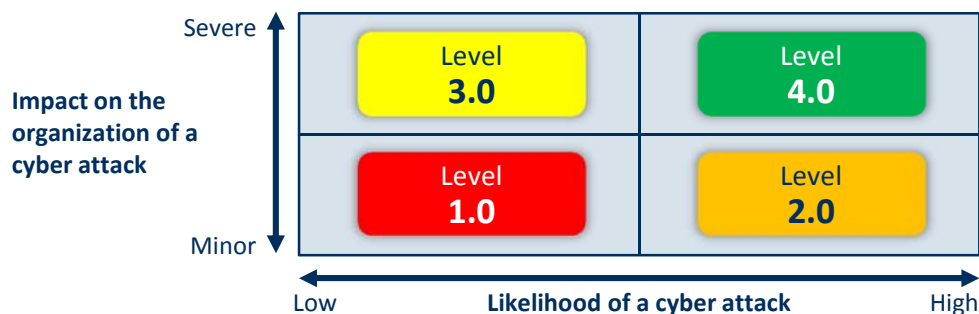 Severe
Impact on the
organization of a
cyber attack
Minor
Level
3.0
Level
4.0
Level
1.0
Level
2.0
Low
Likelihood of a cyber attack
High